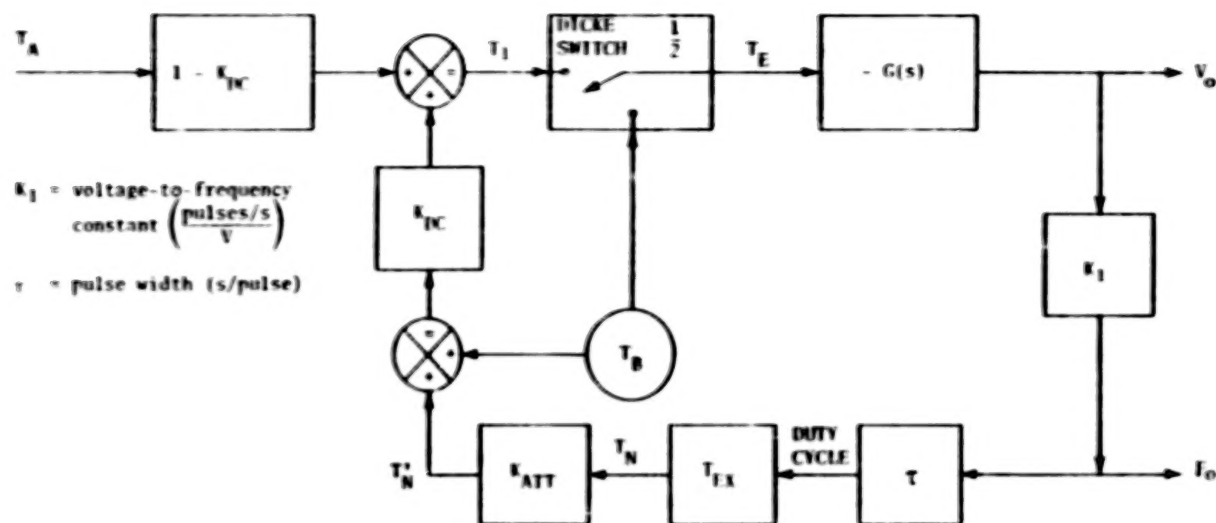 T_A
1 - K_DC
+
=
+
T_1
DICKE
SWITCH
1/2
T_E
- G(s)
V_o
K_1 = voltage-to-frequency
constant (pulses/s / V)
τ = pulse width (s/pulse)
K_DC
K_1
=
+
+
T_B
T'_N
K_ATT
T_N
T_EX
DUTY
CYCLE
τ
F_o